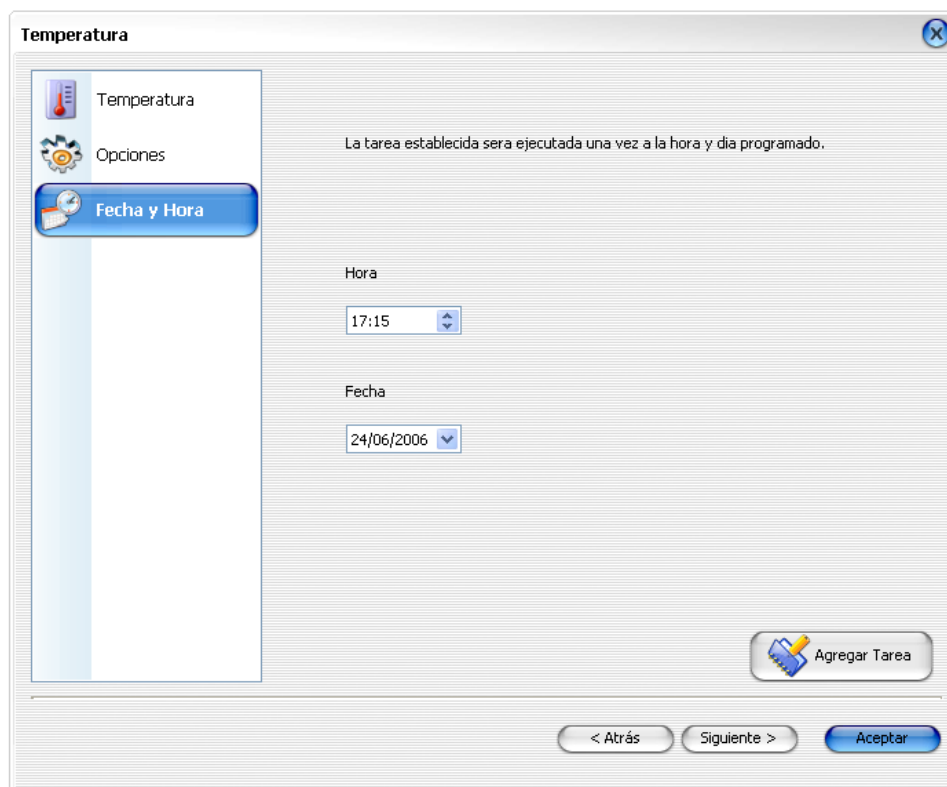 Temperatura
Temperatura
Opciones
Fecha y Hora
La tarea establecida sera ejecutada una vez a la hora y dia programado.
Hora
17:15
Fecha
24/06/2006
Agregar Tarea
< Atrás
Siguiente >
Aceptar